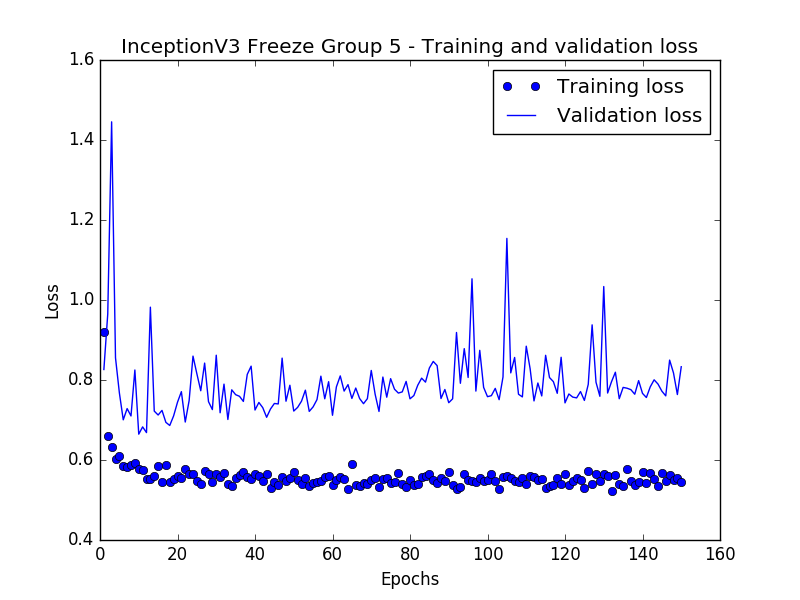 InceptionV3 Freeze Group 5 - Training and validation loss
Training loss
Validation loss
1.6
1.4
1.2
1.0
0.8
0.6
0.4
Loss
0 20 40 60 80 100 120 140 160
Epochs